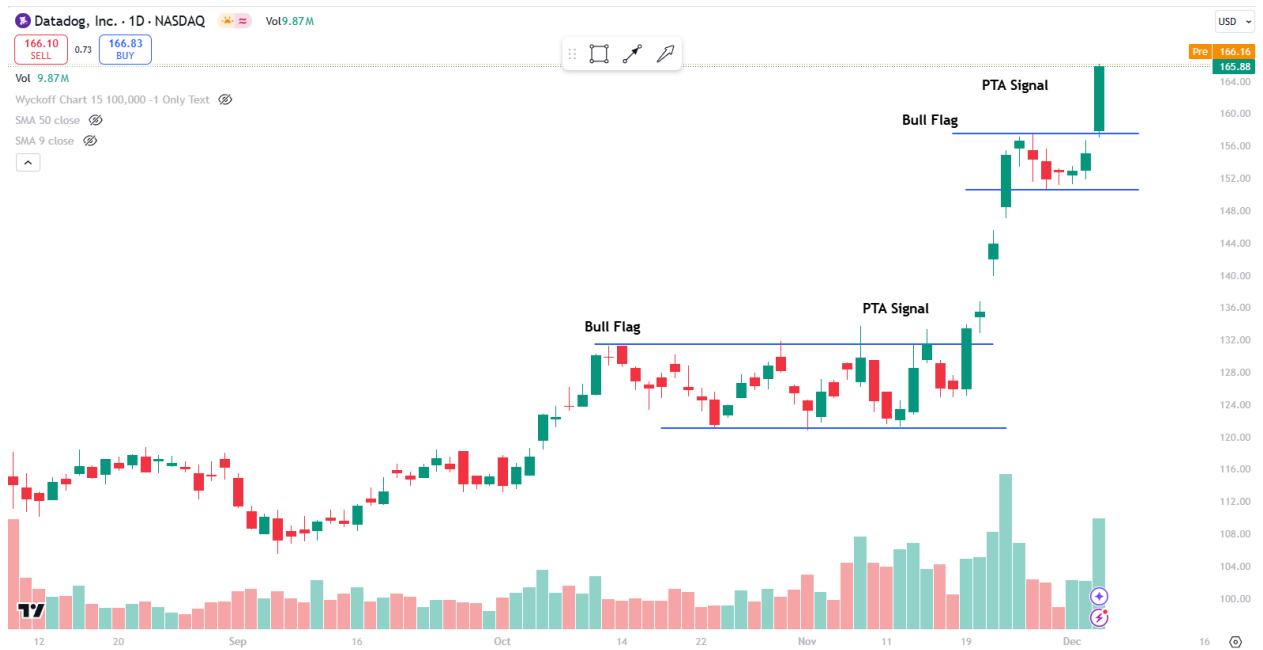 Datadog, Inc. · 1D · NASDAQ Vol9.87M USD
166.10 SELL 0.73 166.83 BUY
Vol 9.87M
Wyckoff Chart 15 100,000 -1 Only Text
SMA 50 close
SMA 9 close
Pre 166.16
165.88
PTA Signal
164.00
Bull Flag
160.00
156.00
152.00
148.00
144.00
140.00
136.00
PTA Signal
Bull Flag
132.00
128.00
124.00
120.00
116.00
112.00
108.00
104.00
100.00
12 20 Sep 16 Oct 14 22 Nov 11 19 Dec 16